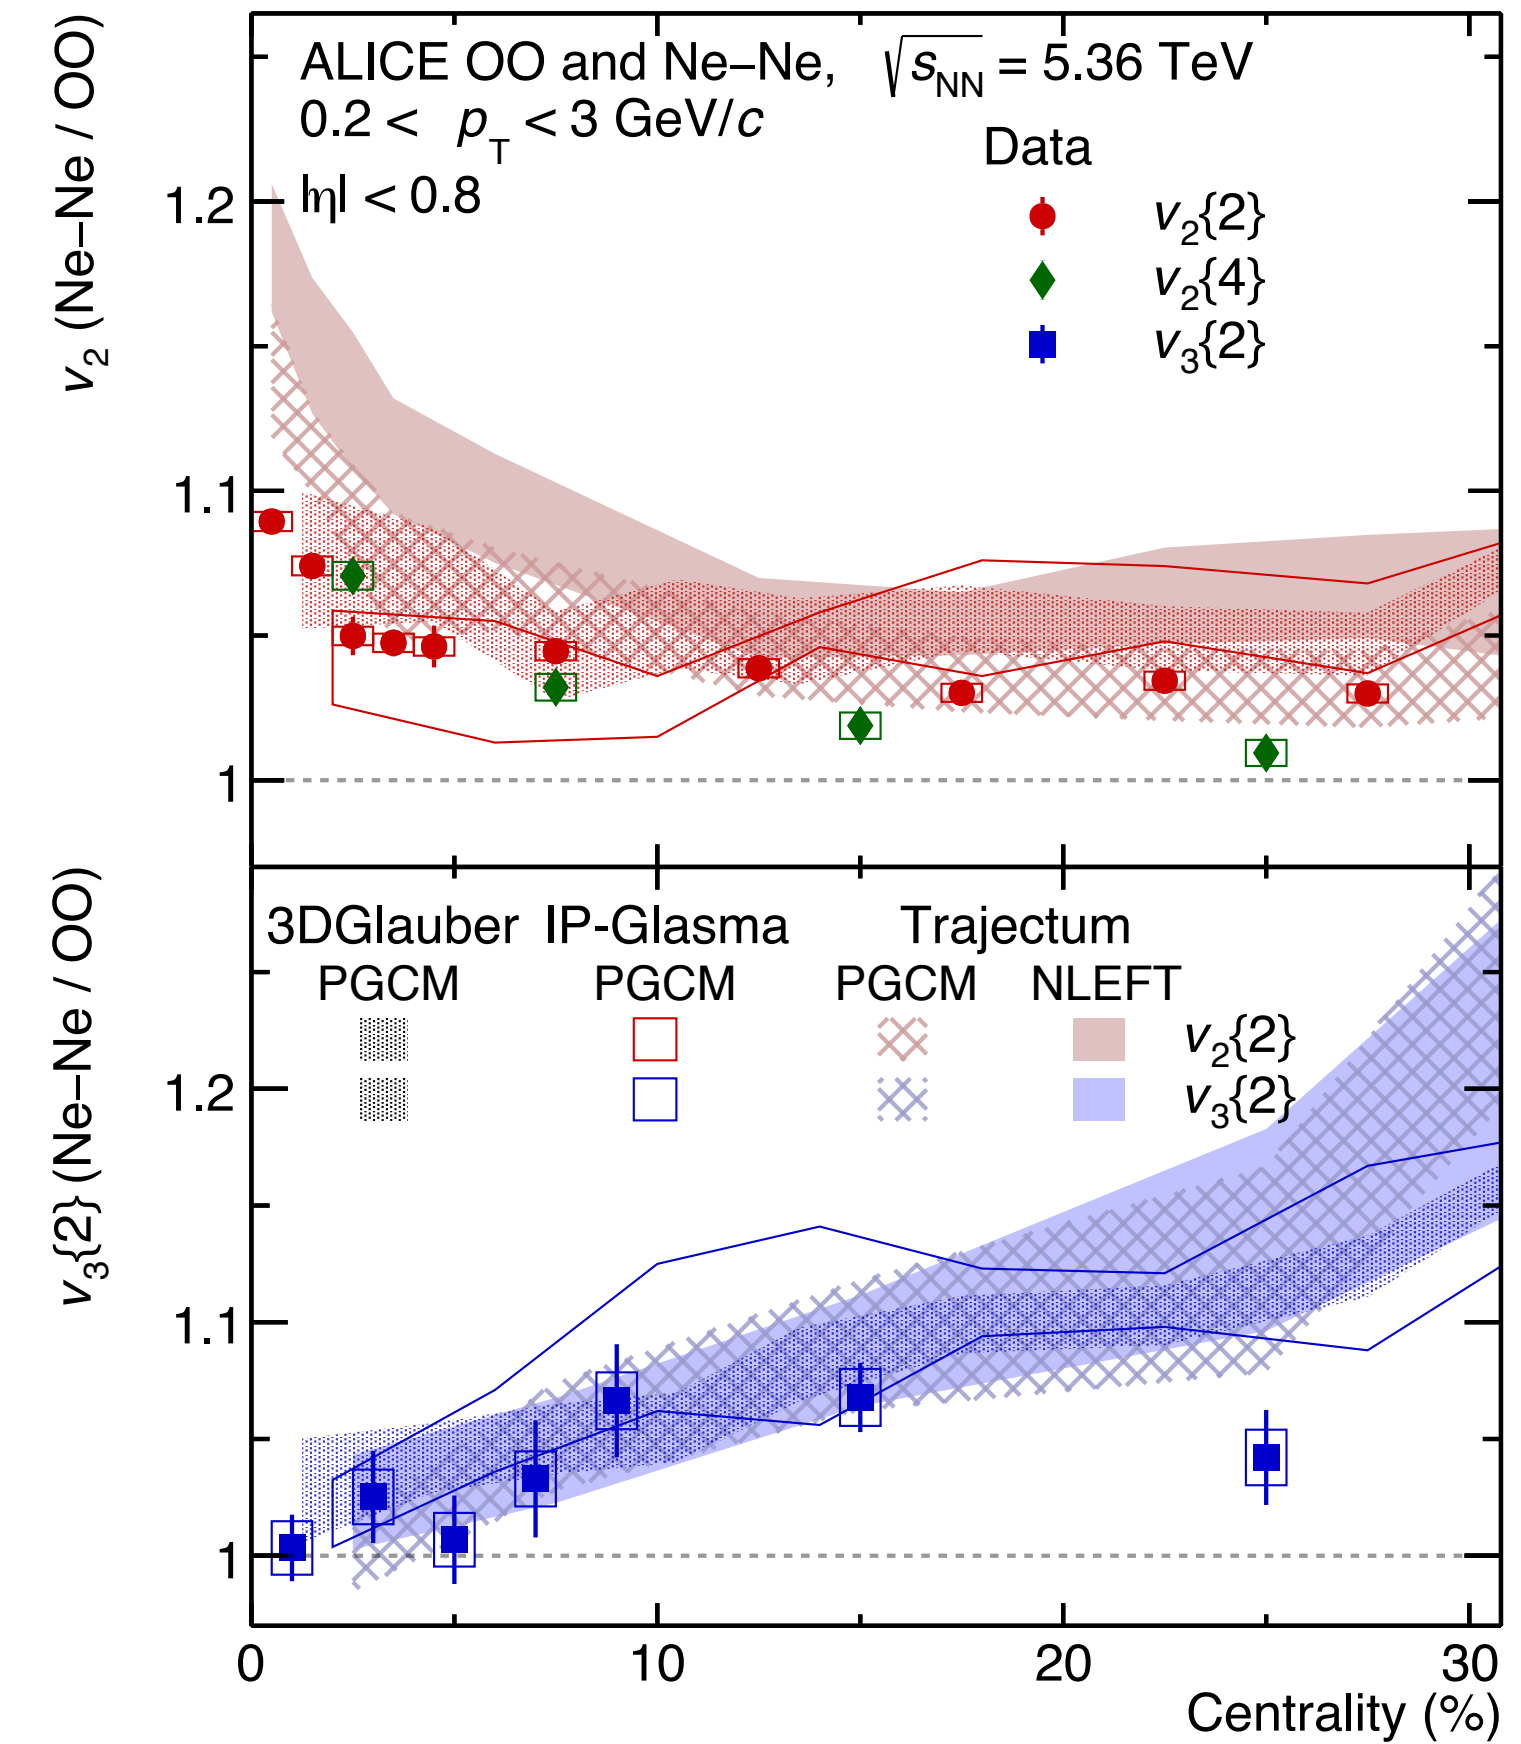 ALICE OO and Ne–Ne, √sNN = 5.36 TeV
0.2 < pT < 3 GeV/c
|η| < 0.8
Data
v2{2}
v2{4}
v3{2}
v2 (Ne–Ne / OO)
1.2
1.1
1
3DGlauber IP-Glasma Trajectum
PGCM PGCM PGCM NLEFT
v2{2}
v3{2}
v3{2} (Ne–Ne / OO)
1.2
1.1
1
0 10 20 30
Centrality (%)